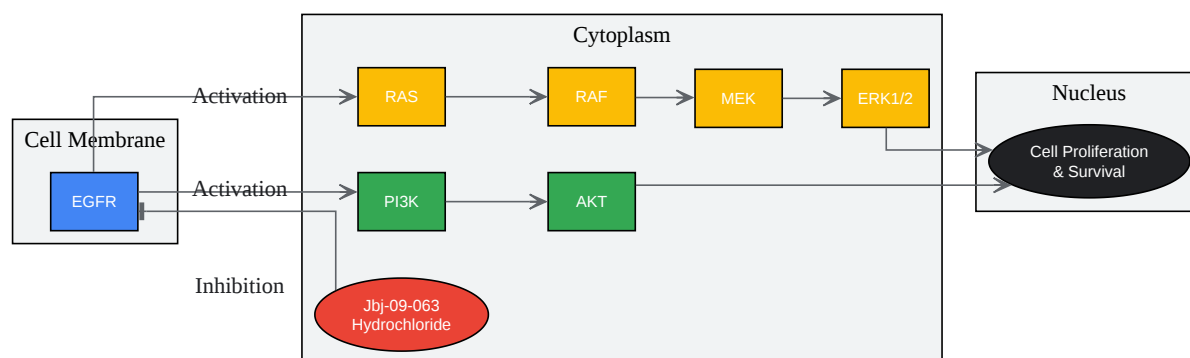 Cytoplasm
Nucleus
Cell Membrane
Activation
RAS
RAF
MEK
ERK1/2
Cell Proliferation
& Survival
EGFR
Activation
PI3K
AKT
Inhibition
Jbj-09-063
Hydrochloride